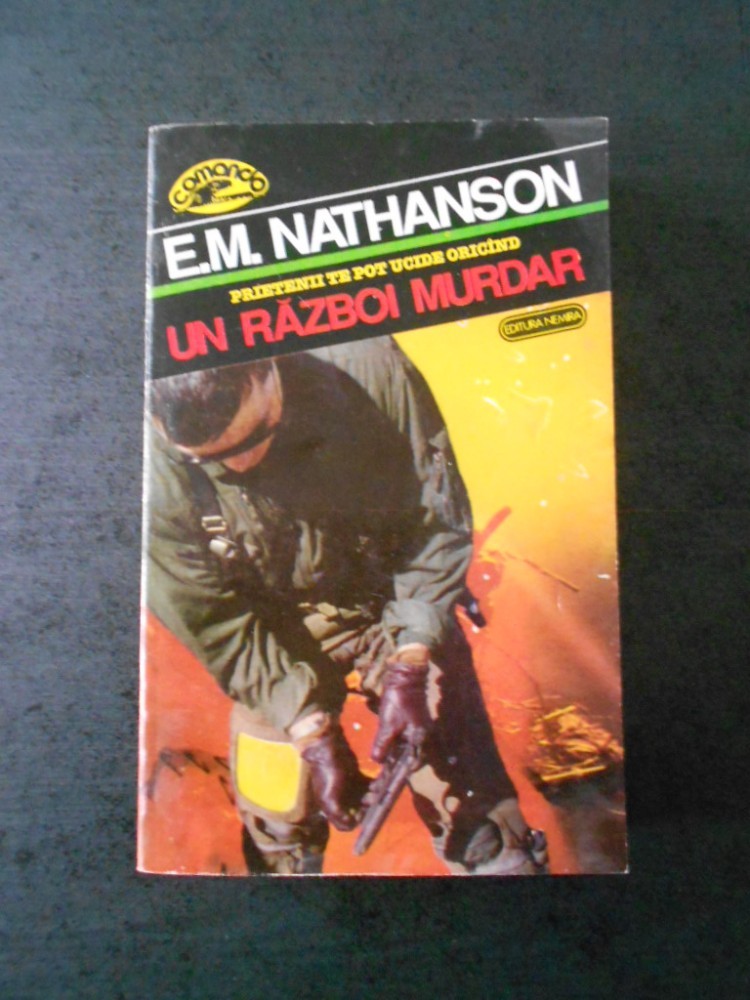 comando
E.M. NATHANSON
PRIETENII TE POT UCIDE ORICÎND
UN RĂZBOI MURDAR
EDITURA NEMIRA